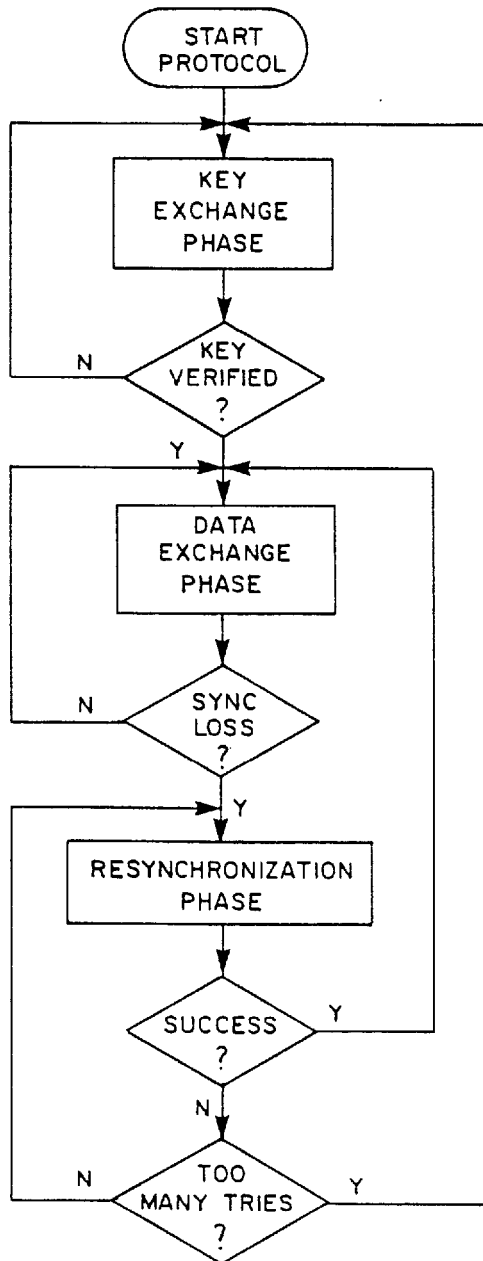 START
PROTOCOL
KEY
EXCHANGE
PHASE
N
KEY
VERIFIED
?
Y
DATA
EXCHANGE
PHASE
N
SYNC
LOSS
?
Y
RESYNCHRONIZATION
PHASE
SUCCESS
?
Y
N
N
TOO
MANY TRIES
?
Y